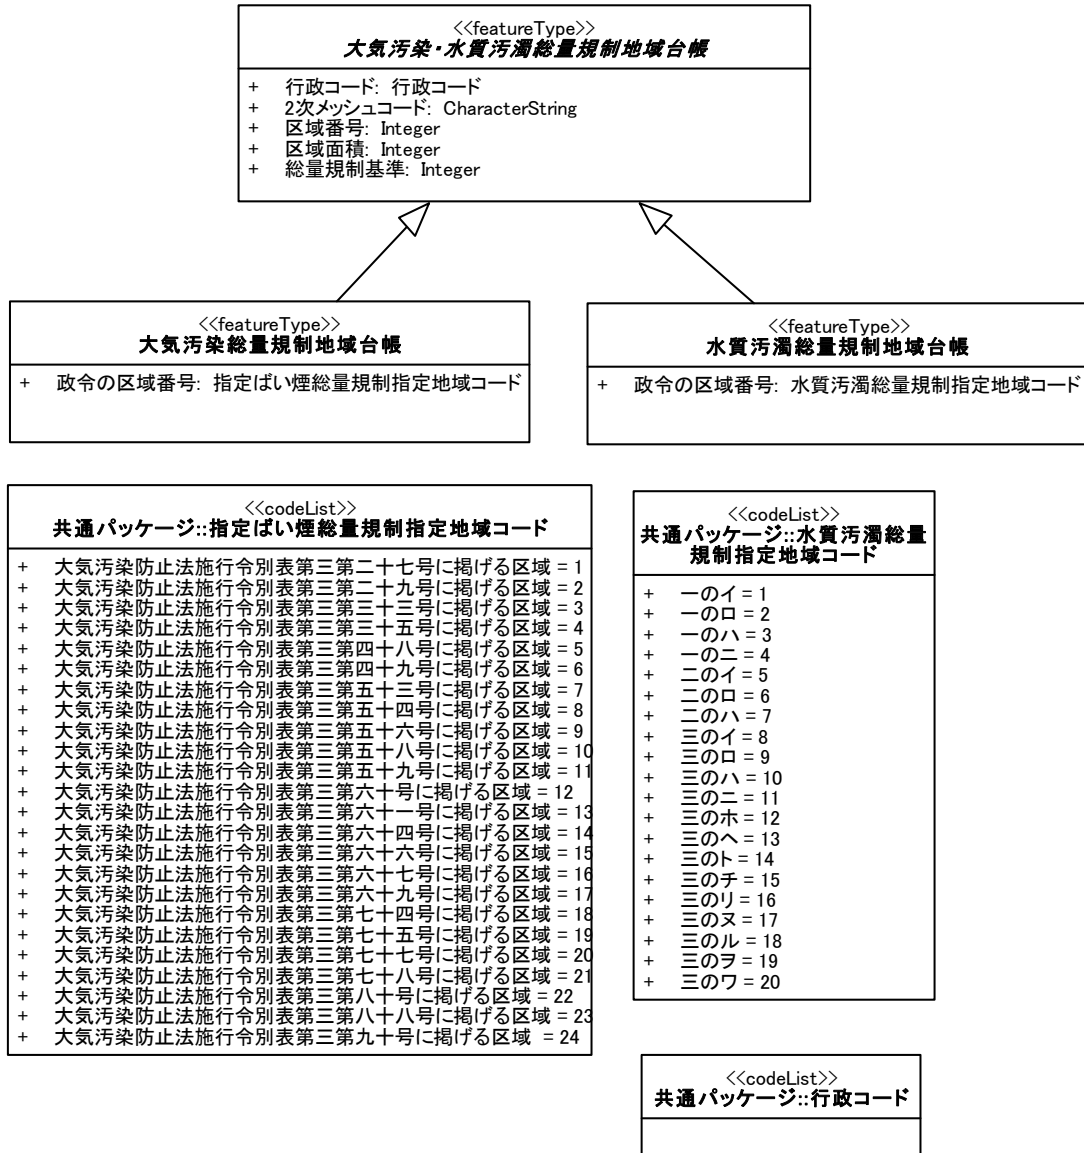 <<featureType>>
大気汚染・水質汚濁総量規制地域台帳
+ 行政コード: 行政コード
+ 2次メッシュコード: CharacterString
+ 区域番号: Integer
+ 区域面積: Integer
+ 総量規制基準: Integer
<<featureType>>
大気汚染総量規制地域台帳
+ 政令の区域番号: 指定ばい煙総量規制指定地域コード
<<featureType>>
水質汚濁総量規制地域台帳
+ 政令の区域番号: 水質汚濁総量規制指定地域コード
<<codeList>>
共通パッケージ::指定ばい煙総量規制指定地域コード
+ 大気汚染防止法施行令別表第三第二十七号に掲げる区域 = 1
+ 大気汚染防止法施行令別表第三第二十九号に掲げる区域 = 2
+ 大気汚染防止法施行令別表第三第三十三号に掲げる区域 = 3
+ 大気汚染防止法施行令別表第三第三十五号に掲げる区域 = 4
+ 大気汚染防止法施行令別表第三第四十八号に掲げる区域 = 5
+ 大気汚染防止法施行令別表第三第四十九号に掲げる区域 = 6
+ 大気汚染防止法施行令別表第三第五十三号に掲げる区域 = 7
+ 大気汚染防止法施行令別表第三第五十四号に掲げる区域 = 8
+ 大気汚染防止法施行令別表第三第五十六号に掲げる区域 = 9
+ 大気汚染防止法施行令別表第三第五十八号に掲げる区域 = 10
+ 大気汚染防止法施行令別表第三第五十九号に掲げる区域 = 11
+ 大気汚染防止法施行令別表第三第六十号に掲げる区域 = 12
+ 大気汚染防止法施行令別表第三第六十一号に掲げる区域 = 13
+ 大気汚染防止法施行令別表第三第六十四号に掲げる区域 = 14
+ 大気汚染防止法施行令別表第三第六十六号に掲げる区域 = 15
+ 大気汚染防止法施行令別表第三第六十七号に掲げる区域 = 16
+ 大気汚染防止法施行令別表第三第六十九号に掲げる区域 = 17
+ 大気汚染防止法施行令別表第三第七十四号に掲げる区域 = 18
+ 大気汚染防止法施行令別表第三第七十五号に掲げる区域 = 19
+ 大気汚染防止法施行令別表第三第七十七号に掲げる区域 = 20
+ 大気汚染防止法施行令別表第三第七十八号に掲げる区域 = 21
+ 大気汚染防止法施行令別表第三第八十号に掲げる区域 = 22
+ 大気汚染防止法施行令別表第三第八十八号に掲げる区域 = 23
+ 大気汚染防止法施行令別表第三第九十号に掲げる区域 = 24
<<codeList>>
共通パッケージ::水質汚濁総量
規制指定地域コード
+ 一のイ = 1
+ 一のロ = 2
+ 一のハ = 3
+ 一のニ = 4
+ 二のイ = 5
+ 二のロ = 6
+ 二のハ = 7
+ 三のイ = 8
+ 三のロ = 9
+ 三のハ = 10
+ 三のニ = 11
+ 三のホ = 12
+ 三のヘ = 13
+ 三のト = 14
+ 三のチ = 15
+ 三のリ = 16
+ 三のヌ = 17
+ 三のル = 18
+ 三のヲ = 19
+ 三のワ = 20
<<codeList>>
共通パッケージ::行政コード